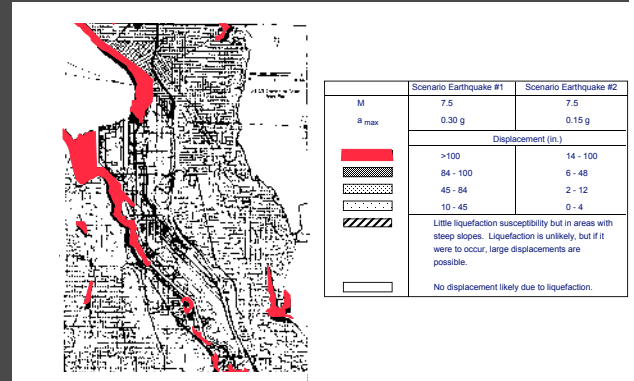 Scenario Earthquake #1 Scenario Earthquake #2
M 7.5 7.5
a max 0.30 g 0.15 g
Displacement (in.)
>100 14 - 100
84 - 100 6 - 48
45 - 84 2 - 12
10 - 45 0 - 4
Little liquefaction susceptibility but in areas with
steep slopes. Liquefaction is unlikely, but if it
were to occur, large displacements are
possible.
No displacement likely due to liquefaction.